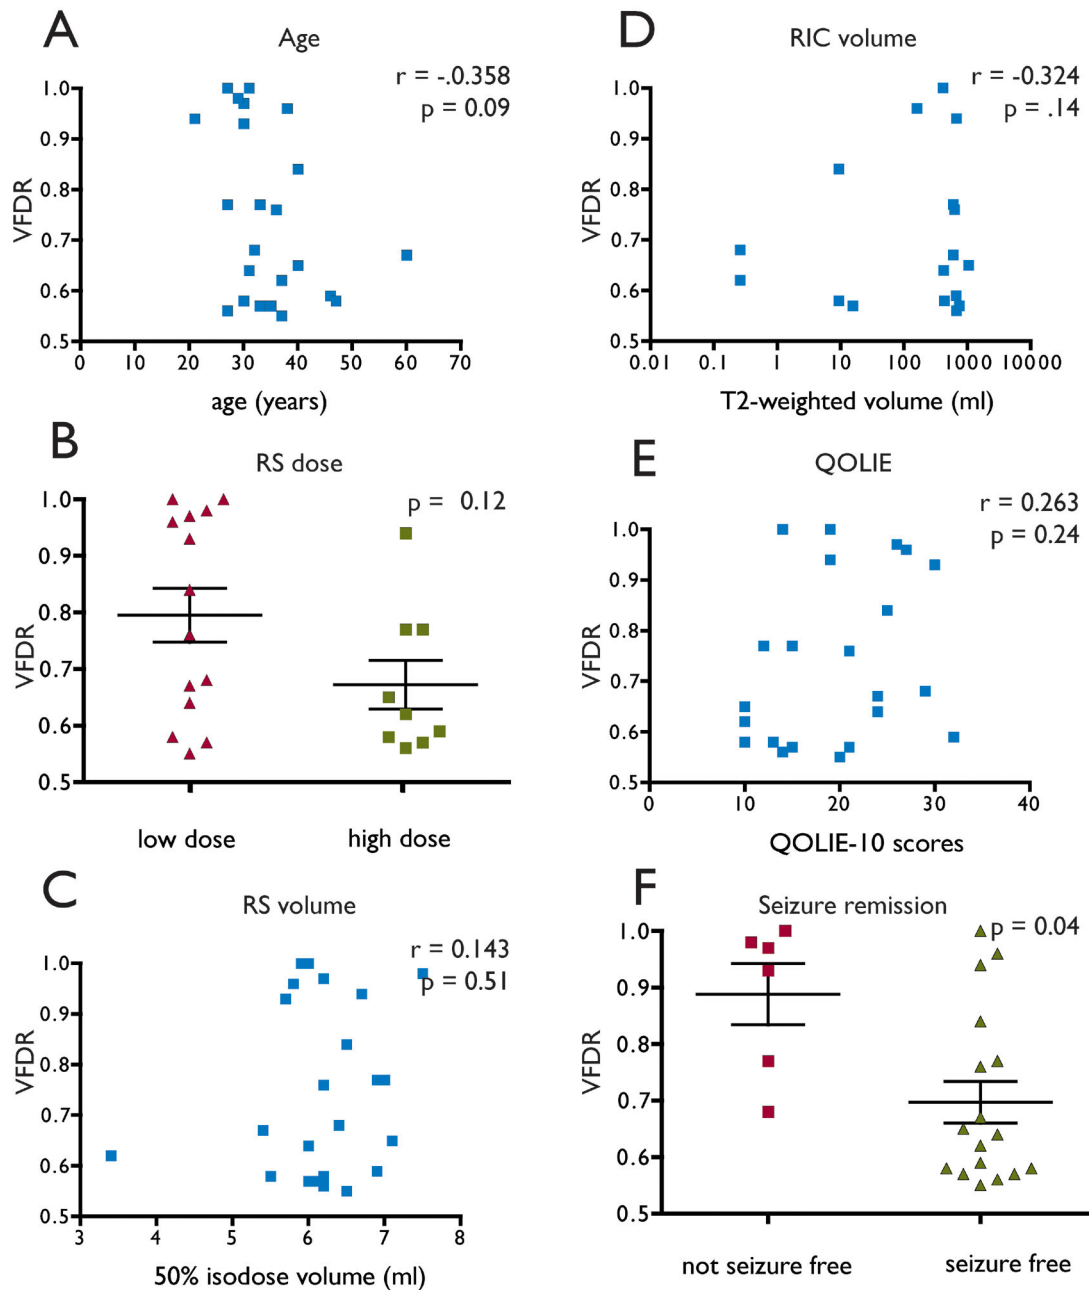 A
Age
r = -.0.358
p = 0.09
VFDR
1.0
0.9
0.8
0.7
0.6
0.5
0 10 20 30 40 50 60 70
age (years)
B
RS dose
p = 0.12
VFDR
1.0
0.9
0.8
0.7
0.6
0.5
low dose high dose
C
RS volume
r = 0.143
p = 0.51
VFDR
1.0
0.9
0.8
0.7
0.6
0.5
3 4 5 6 7 8
50% isodose volume (ml)
D
RIC volume
r = -0.324
p = .14
VFDR
1.0
0.9
0.8
0.7
0.6
0.5
0.01 0.1 1 10 100 1000 10000
T2-weighted volume (ml)
E
QOLIE
r = 0.263
p = 0.24
VFDR
1.0
0.9
0.8
0.7
0.6
0.5
0 10 20 30 40
QOLIE-10 scores
F
Seizure remission
p = 0.04
VFDR
1.0
0.9
0.8
0.7
0.6
0.5
not seizure free seizure free